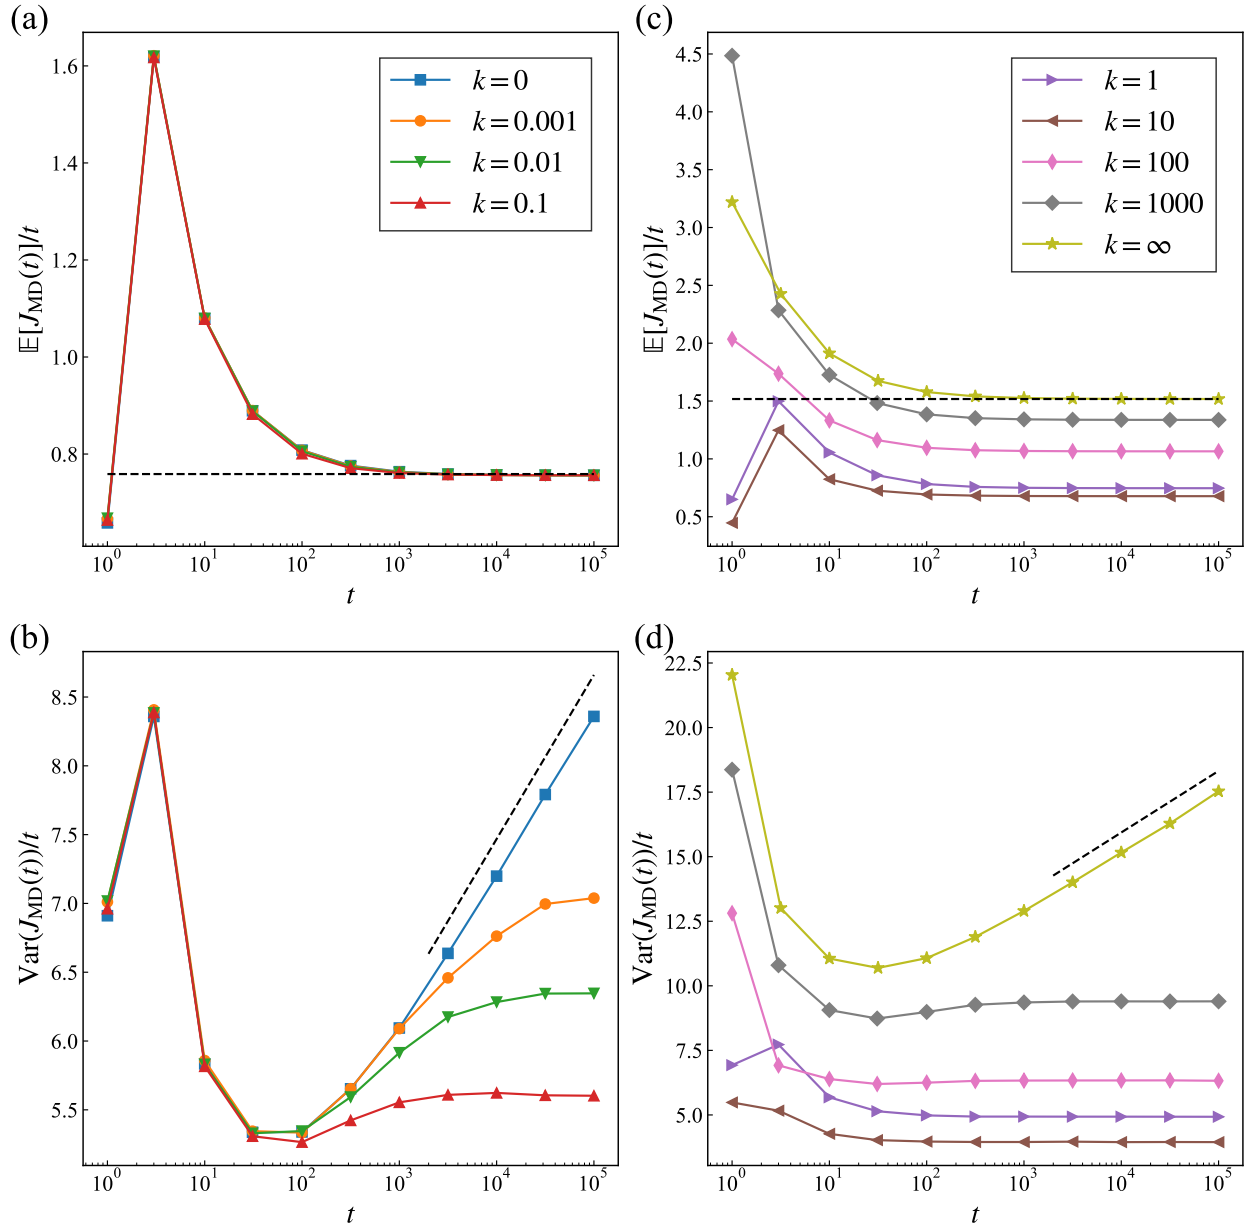 (a)
𝔼[J_MD(t)]/t
1.6
1.4
1.2
1.0
0.8
k = 0
k = 0.001
k = 0.01
k = 0.1
10^0 10^1 10^2 10^3 10^4 10^5
t
(c)
𝔼[J_MD(t)]/t
4.5
4.0
3.5
3.0
2.5
2.0
1.5
1.0
0.5
k = 1
k = 10
k = 100
k = 1000
k = ∞
10^0 10^1 10^2 10^3 10^4 10^5
t
(b)
Var(J_MD(t))/t
8.5
8.0
7.5
7.0
6.5
6.0
5.5
10^0 10^1 10^2 10^3 10^4 10^5
t
(d)
Var(J_MD(t))/t
22.5
20.0
17.5
15.0
12.5
10.0
7.5
5.0
10^0 10^1 10^2 10^3 10^4 10^5
t